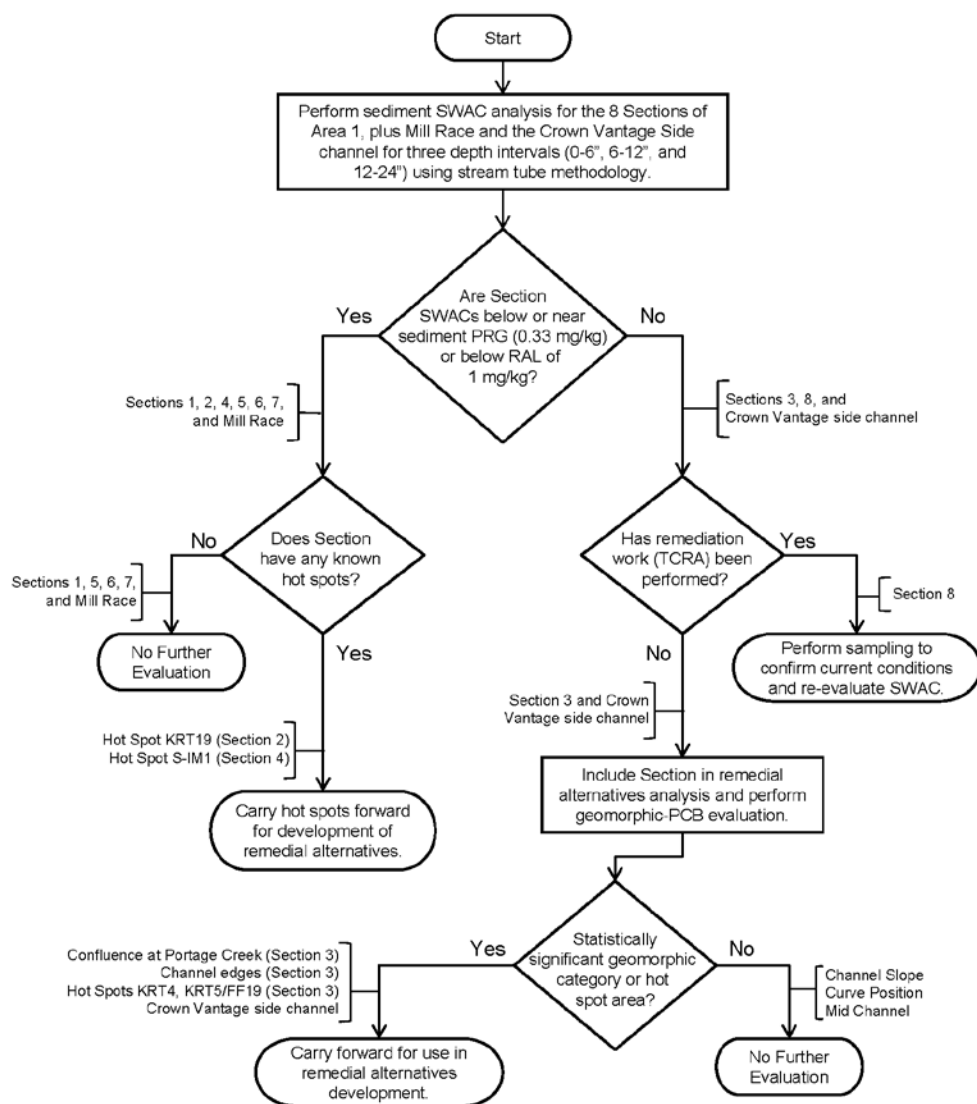 Start
Perform sediment SWAC analysis for the 8 Sections of
Area 1, plus Mill Race and the Crown Vantage Side
channel for three depth intervals (0-6", 6-12", and
12-24") using stream tube methodology.
Are Section
SWACs below or near
sediment PRG (0.33 mg/kg)
or below RAL of
1 mg/kg?
Yes
No
Sections 1, 2, 4, 5, 6, 7,
and Mill Race
Sections 3, 8, and
Crown Vantage side channel
Does Section
have any known
hot spots?
No
Sections 1, 5, 6, 7,
and Mill Race
No Further
Evaluation
Yes
Hot Spot KRT19 (Section 2)
Hot Spot S-IM1 (Section 4)
Carry hot spots forward
for development of
remedial alternatives.
Has remediation
work (TCRA) been
performed?
Yes
Section 8
Perform sampling to
confirm current conditions
and re-evaluate SWAC.
No
Section 3 and Crown
Vantage side channel
Include Section in remedial
alternatives analysis and perform
geomorphic-PCB evaluation.
Statistically
significant geomorphic
category or hot
spot area?
Yes
Confluence at Portage Creek (Section 3)
Channel edges (Section 3)
Hot Spots KRT4, KRT5/FF19 (Section 3)
Crown Vantage side channel
Carry forward for use in
remedial alternatives
development.
No
Channel Slope
Curve Position
Mid Channel
No Further
Evaluation